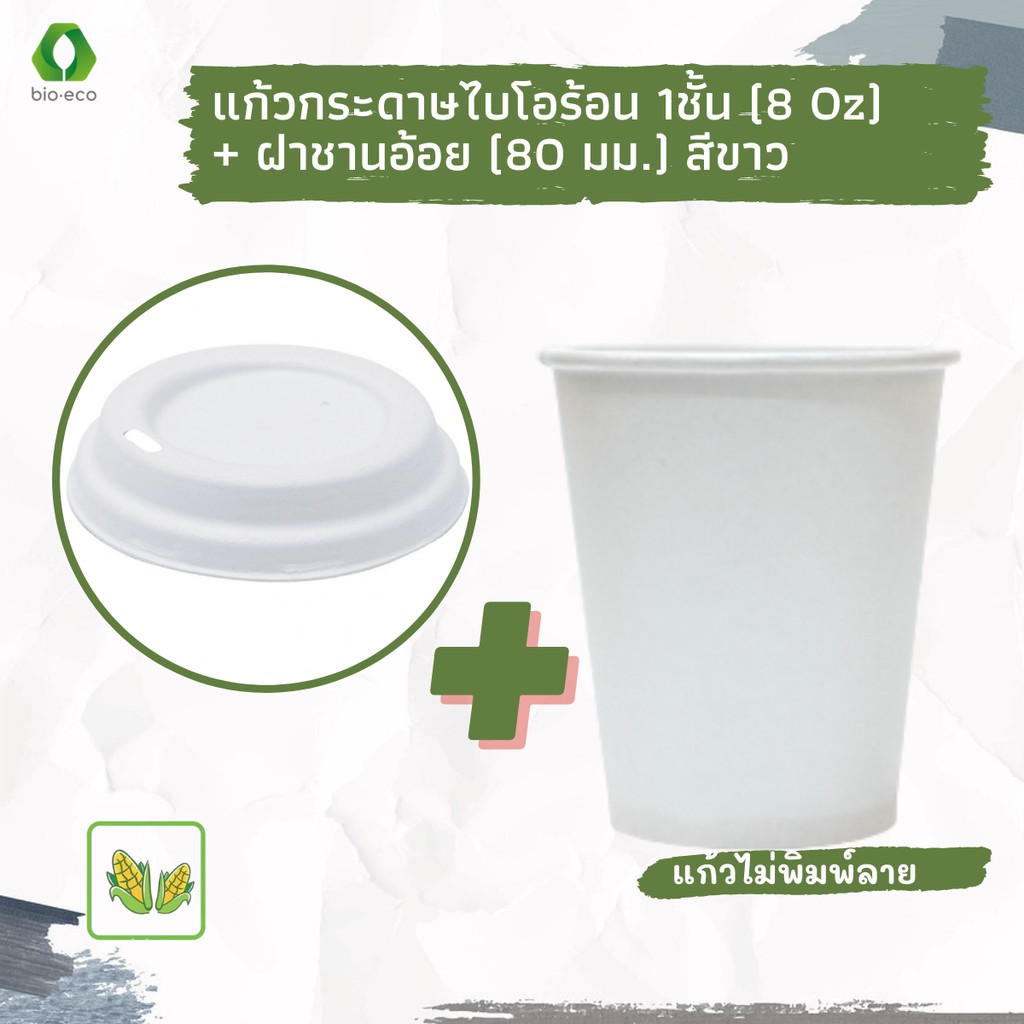 bio·eco
แก้วกระดาษไบโอร้อน 1ชั้น (8 Oz)
+ ฝาชานอ้อย (80 มม.) สีขาว
แก้วไม่พิมพ์ลาย